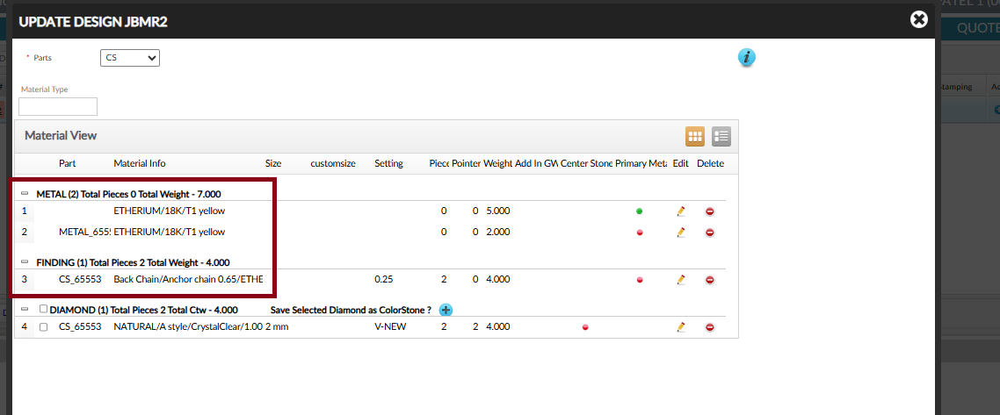 PATEL 1 (0
UPDATE DESIGN JBMR2
QUOTE
* Parts
CS
i
Material Type
tamping
Material View
Part Material Info Size customsize Setting Piece Pointer Weight Add In GW Center Stone Primary Meta Edit Delete
METAL (2) Total Pieces 0 Total Weight - 7.000
1 ETHERIUM/18K/T1 yellow 0 0 5.000
2 METAL_655 ETHERIUM/18K/T1 yellow 0 0 2.000
FINDING (1) Total Pieces 2 Total Weight - 4.000
3 CS_65553 Back Chain/Anchor chain 0.65/ETHE 0.25 2 0 4.000
DIAMOND (1) Total Pieces 2 Total Ctw - 4.000 Save Selected Diamond as ColorStone ?
4 CS_65553 NATURAL/A style/CrystalClear/1.00 2 mm V-NEW 2 2 4.000